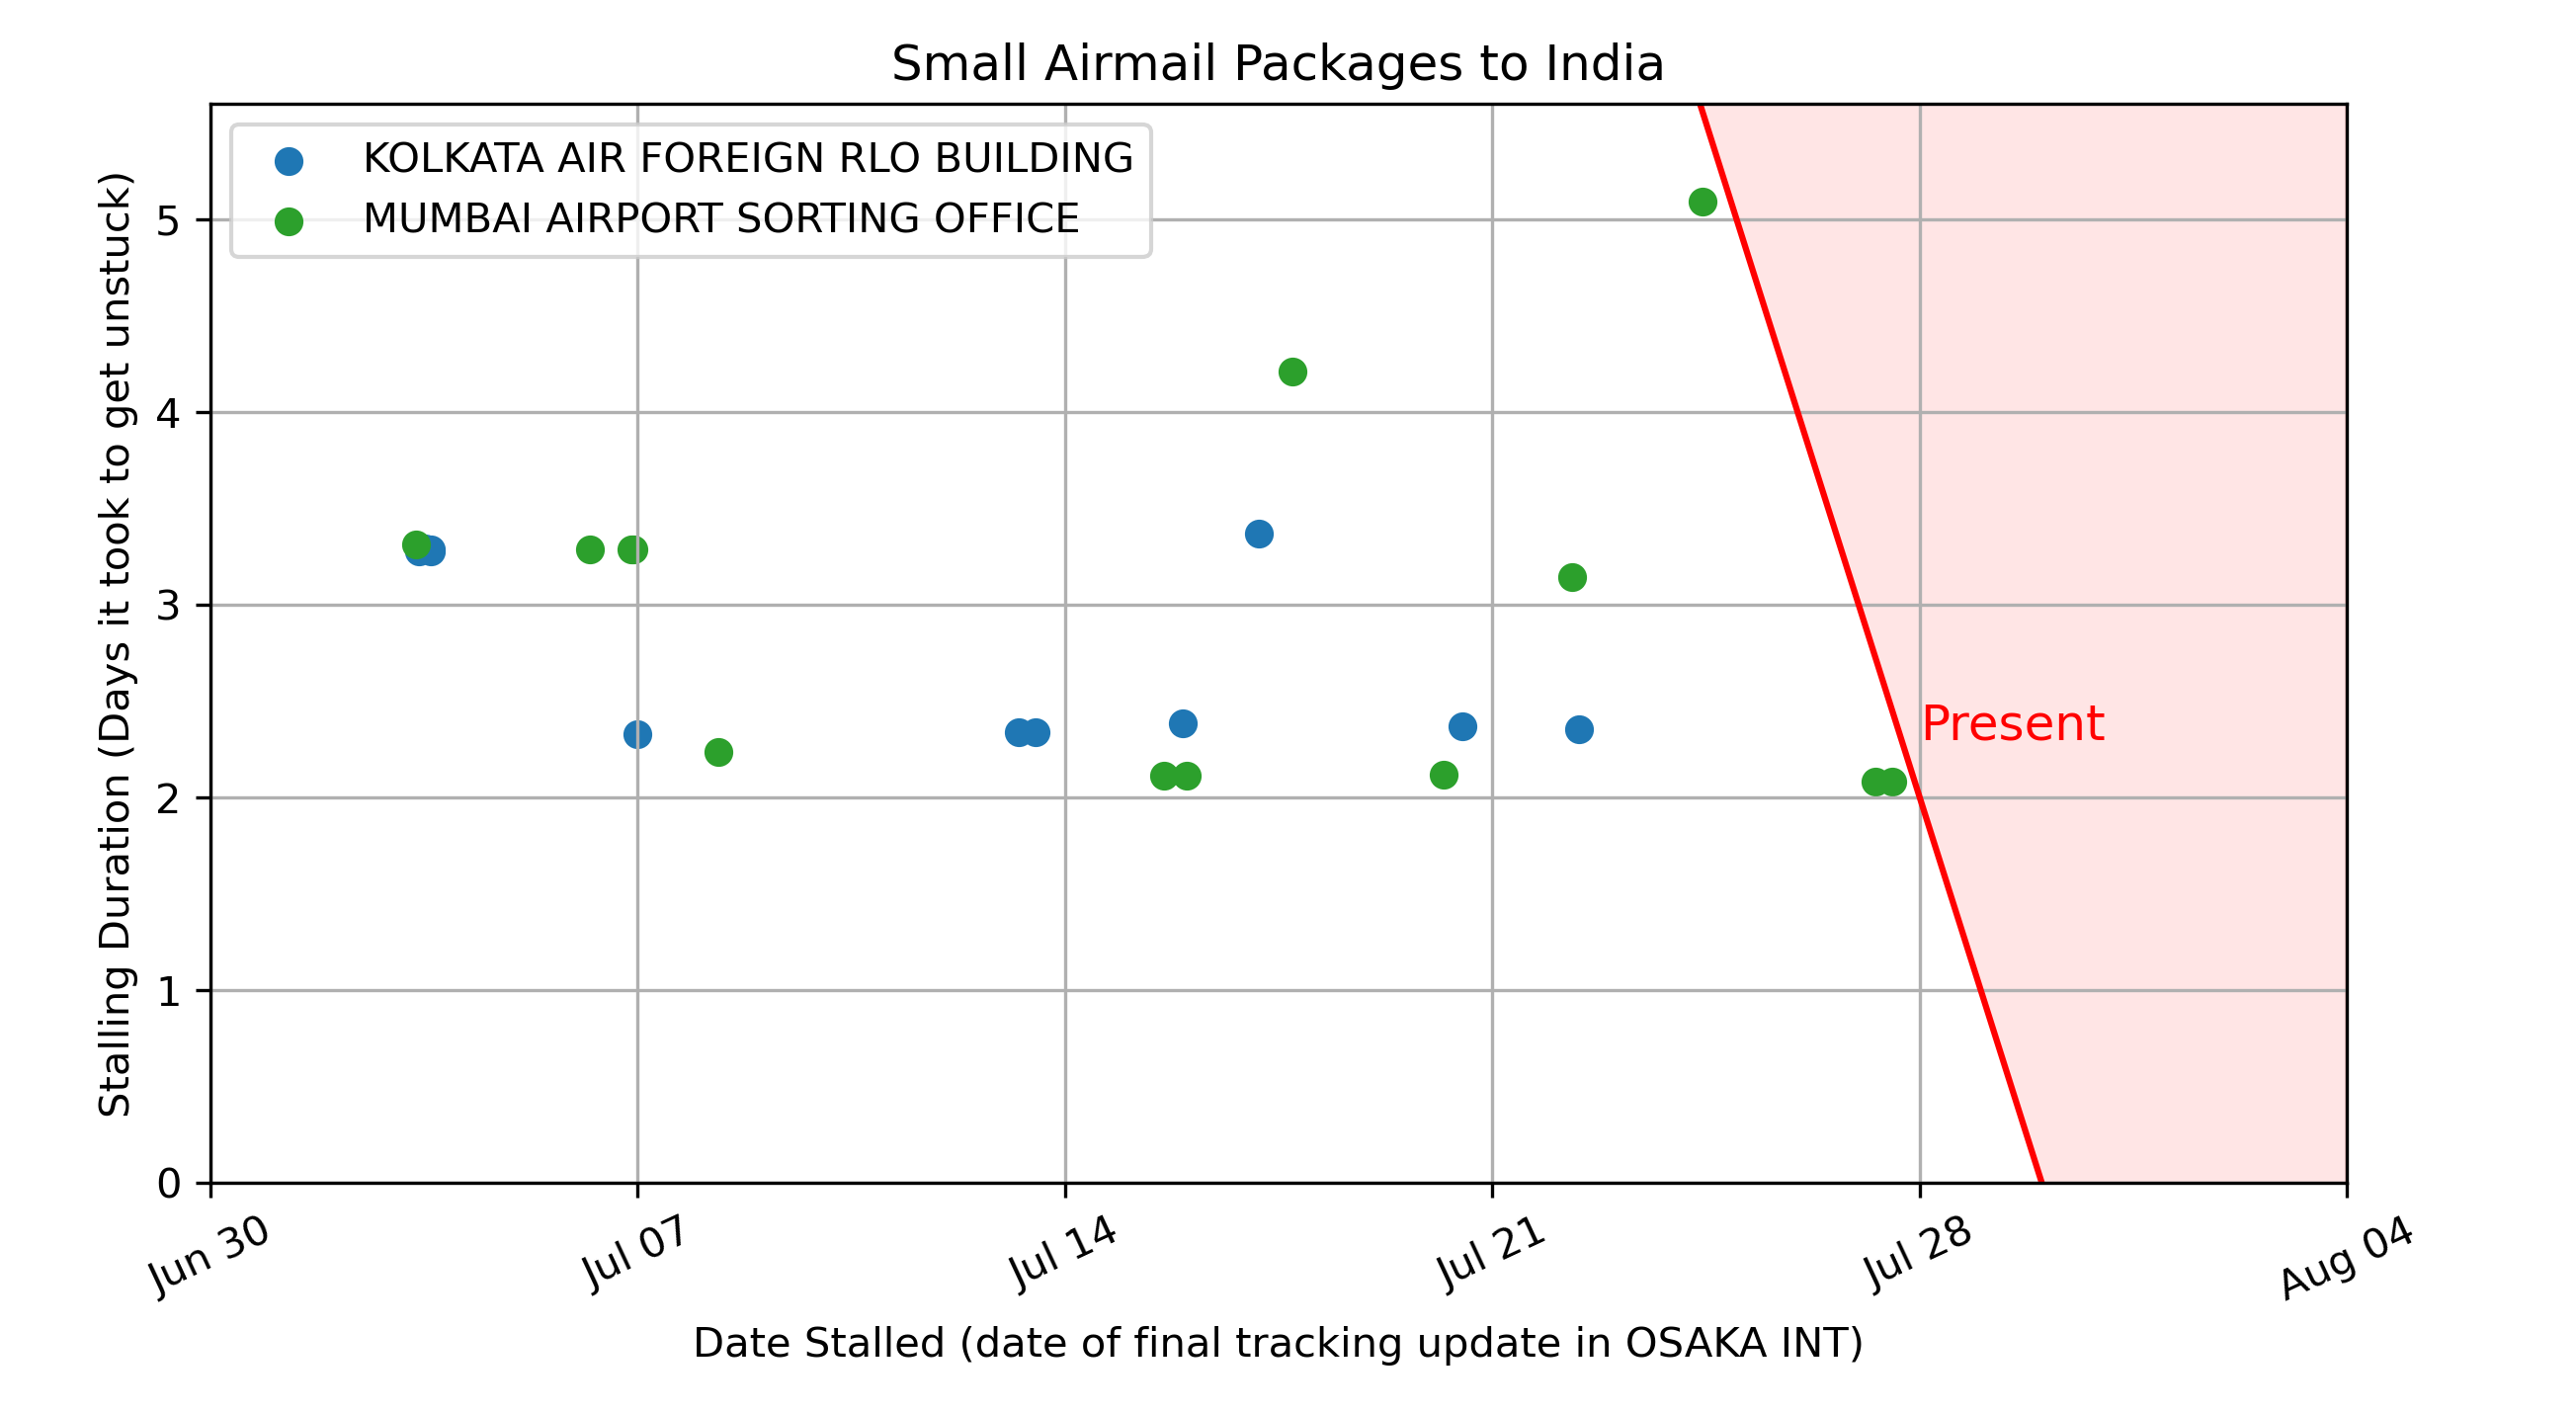 Small Airmail Packages to India
KOLKATA AIR FOREIGN RLO BUILDING
MUMBAI AIRPORT SORTING OFFICE
Stalling Duration (Days it took to get unstuck)
5
4
3
2
1
0
Present
Jun 30
Jul 07
Jul 14
Jul 21
Jul 28
Aug 04
Date Stalled (date of final tracking update in OSAKA INT)